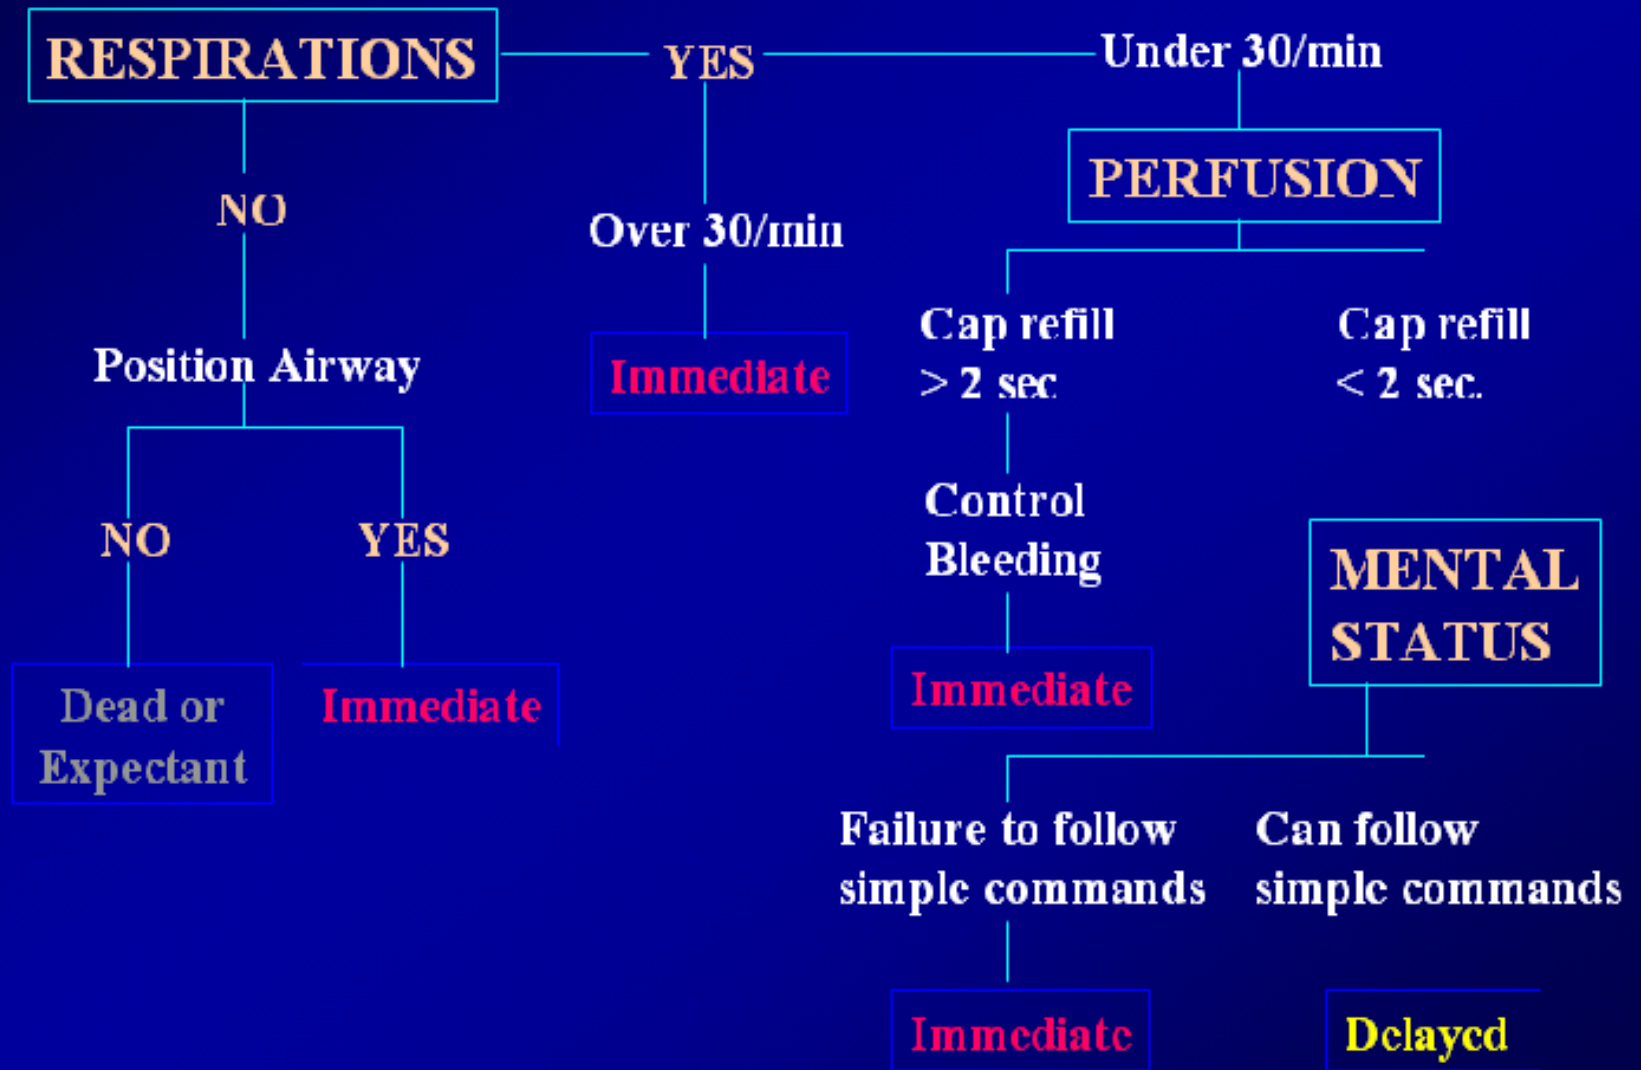 RESPIRATIONS
YES
Under 30/min
PERFUSION
NO
Over 30/min
Cap refill
> 2 sec
Cap refill
< 2 sec.
Position Airway
Immediate
Control
Bleeding
NO
YES
MENTAL
STATUS
Dead or
Expectant
Immediate
Immediate
Failure to follow
simple commands
Can follow
simple commands
Immediate
Delayed